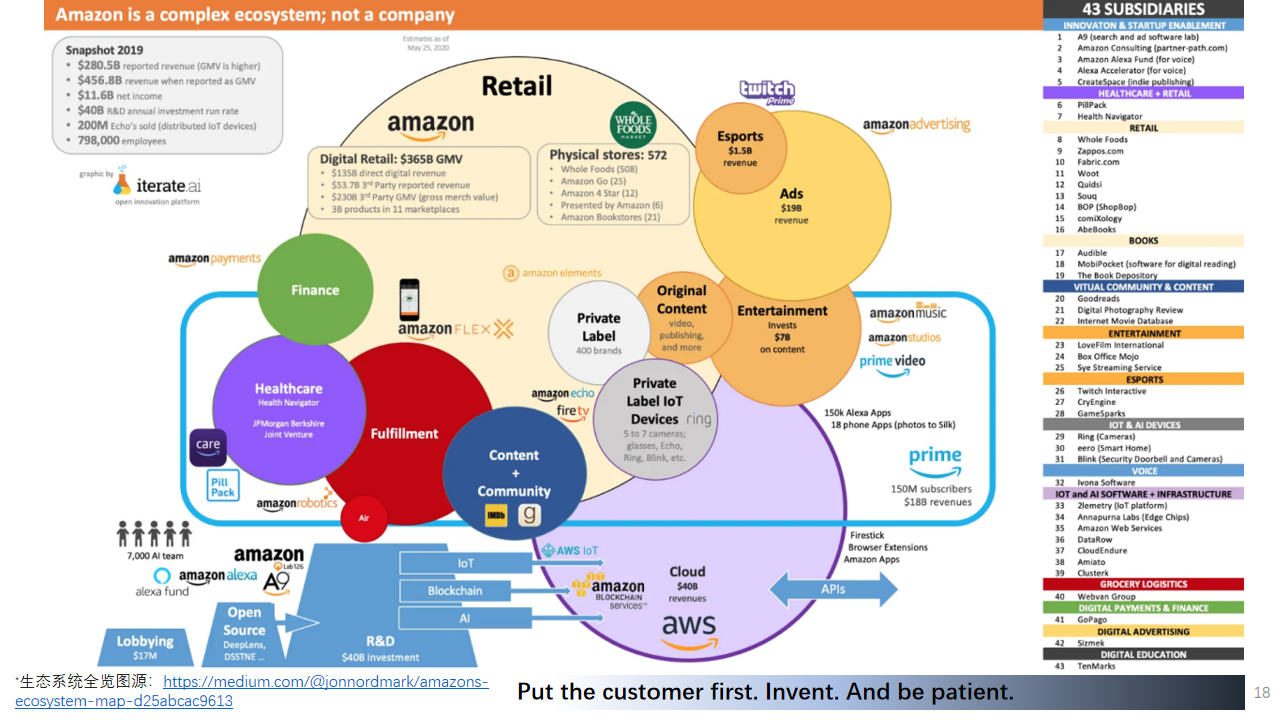 Amazon is a complex ecosystem; not a company
Estimates as of
May 25, 2020
Snapshot 2019
• $280.5B reported revenue (GMV is higher)
• $456.8B revenue when reported as GMV
• $11.6B net income
• $40B R&D annual investment run rate
• 200M Echo's sold (distributed IoT devices)
• 798,000 employees
graphic by
iterate.ai
open innovation platform
Retail
amazon
WHOLE
FOODS
MARKET
Digital Retail: $365B GMV
• $135B direct digital revenue
• $53.7B 3rd Party reported revenue
• $230B 3rd Party GMV (gross merch value)
• 3B products in 11 marketplaces
Physical stores: 572
• Whole Foods (508)
• Amazon Go (25)
• Amazon 4 Star (12)
• Presented by Amazon (6)
• Amazon Bookstores (21)
twitch
Prime
Esports
$1.5B
revenue
amazonadvertising
Ads
$19B
revenue
amazonpayments
Finance
amazonFLEX
amazon elements
Private
Label
400 brands
Original
Content
video,
publishing,
and more
Entertainment
Invests
$7B
on content
amazonmusic
amazonstudios
prime video
Healthcare
Health Navigator
JPMorgan Berkshire
Joint Venture
care
Pill
Pack
Fulfillment
amazonrobotics
Air
amazon echo
fire tv
Private
Label IoT
Devices
ring
5 to 7 cameras;
glasses, Echo,
Ring, Blink, etc.
Content
+
Community
IMDb
g
150k Alexa Apps
18 phone Apps (photos to Silk)
prime
150M subscribers
$18B revenues
7,000 AI team
amazon
Lab126
amazon alexa
A9
alexa fund
Lobbying
$17M
Open
Source
DeepLens,
DSSTNE ...
R&D
$40B investment
IoT
Blockchain
AI
AWS IoT
amazon
BLOCKCHAIN
services™
Cloud
$40B
revenues
aws
Firestick
Browser Extensions
Amazon Apps
APIs
43 SUBSIDIARIES
INNOVATON & STARTUP ENABLEMENT
1 A9 (search and ad software lab)
2 Amazon Consulting (partner-path.com)
3 Amazon Alexa Fund (for voice)
4 Alexa Accelerator (for voice)
5 CreateSpace (indie publishing)
HEALTHCARE + RETAIL
6 PillPack
7 Health Navigator
RETAIL
8 Whole Foods
9 Zappos.com
10 Fabric.com
11 Woot
12 Quidsi
13 Souq
14 BOP (ShopBop)
15 comiXology
16 AbeBooks
BOOKS
17 Audible
18 MobiPocket (software for digital reading)
19 The Book Depository
VITUAL COMMUNITY & CONTENT
20 Goodreads
21 Digital Photography Review
22 Internet Movie Database
ENTERTAINMENT
23 LoveFilm International
24 Box Office Mojo
25 Sye Streaming Service
ESPORTS
26 Twitch Interactive
27 CryEngine
28 GameSparks
IOT & AI DEVICES
29 Ring (Cameras)
30 eero (Smart Home)
31 Blink (Security Doorbell and Cameras)
VOICE
32 Ivona Software
IOT and AI SOFTWARE + INFRASTRUCTURE
33 2lemetry (IoT platform)
34 Annapurna Labs (Edge Chips)
35 Amazon Web Services
36 DataRow
37 CloudEndure
38 Amiato
39 Clusterk
GROCERY LOGISITICS
40 Webvan Group
DIGITAL PAYMENTS & FINANCE
41 GoPago
DIGITAL ADVERTISING
42 Sizmek
DIGITAL EDUCATION
43 TenMarks
*生态系统全览图源：https://medium.com/@jonnordmark/amazons-
ecosystem-map-d25abcac9613
Put the customer first. Invent. And be patient.
18